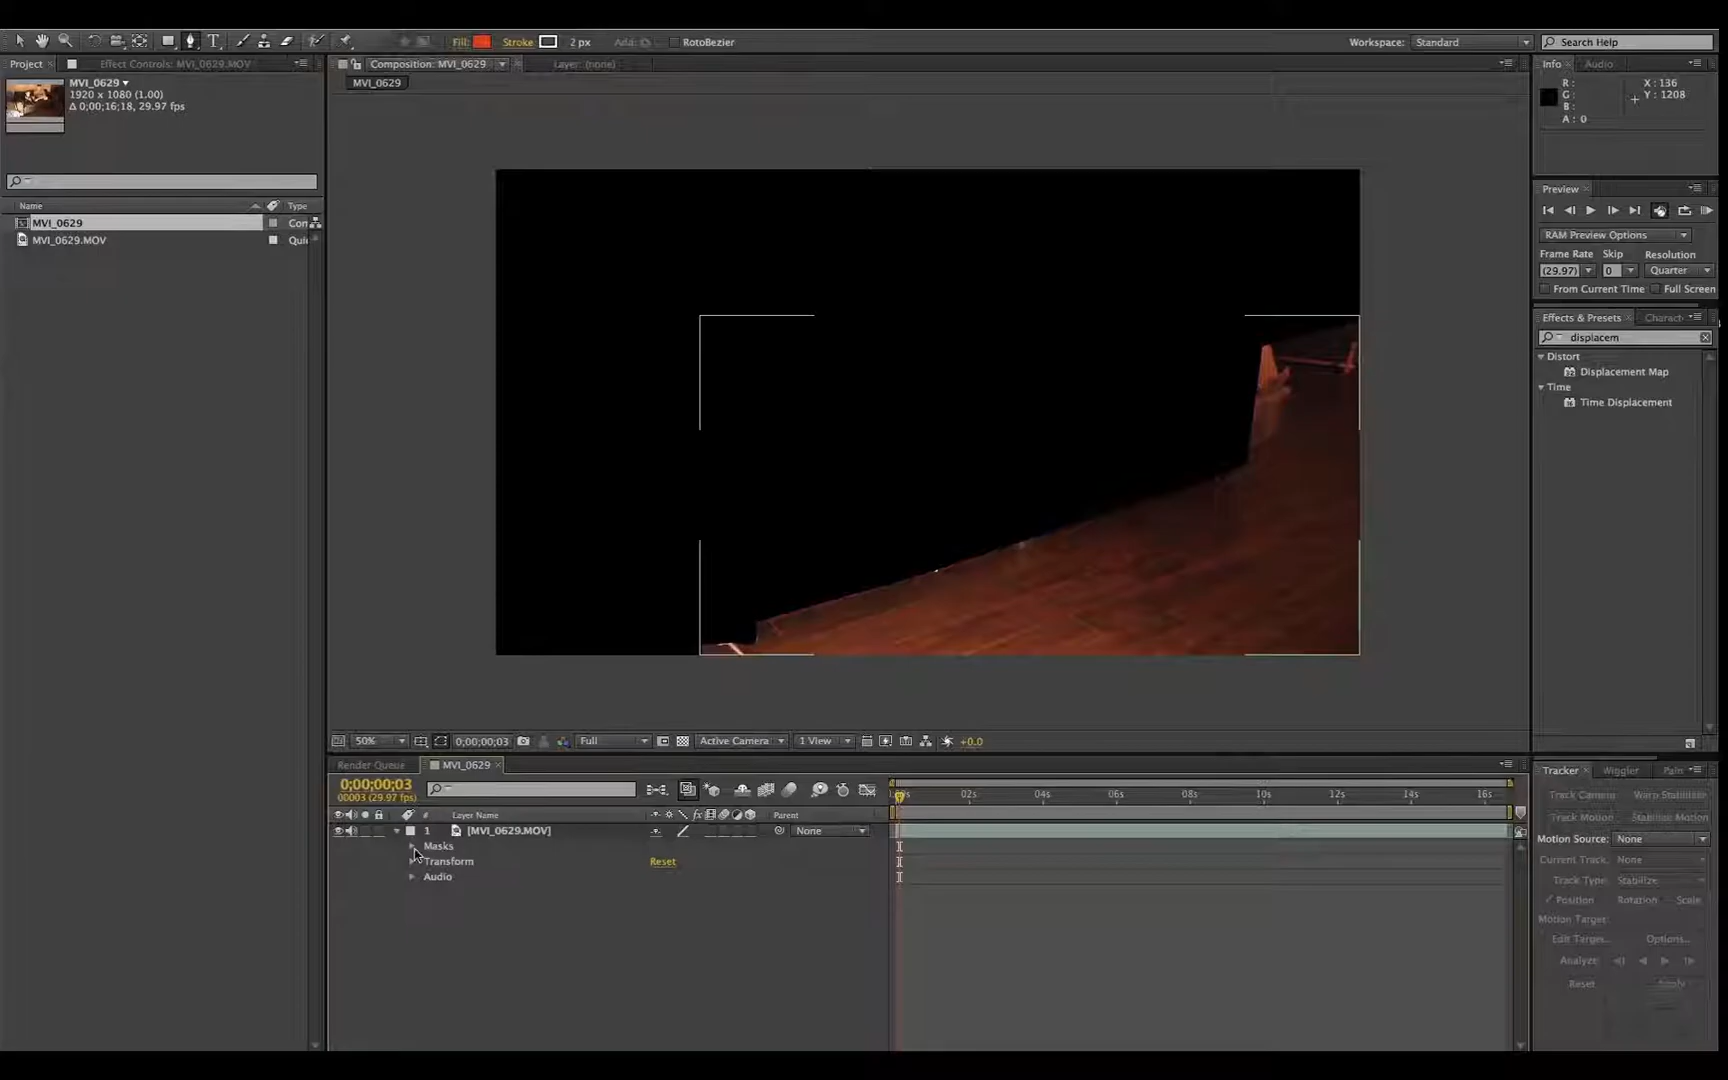 Fill:
Stroke
2 px
Add:
RotoBezier
Workspace:
Standard
Search Help
Project
Effect Controls: MVI_0629.MOV
Composition: MVI_0629
Layer: (none)
Info
Audio
MVI_0629
1920 x 1080 (1.00)
Δ 0;00;16;18, 29.97 fps
MVI_0629
R:
G:
B:
A: 0
X: 136
Y: 1208
Name
Type
MVI_0629
Con
MVI_0629.MOV
Qui
Preview
RAM Preview Options
Frame Rate
Skip
Resolution
(29.97)
0
Quarter
From Current Time
Full Screen
Effects & Presets
Charact
displacem
Distort
Displacement Map
Time
Time Displacement
50%
0;00;00;03
Full
Active Camera
1 View
+0.0
Render Queue
MVI_0629
0;00;00;03
00003 (29.97 fps)
#
Layer Name
Parent
02s
04s
06s
08s
10s
12s
14s
16s
1
[MVI_0629.MOV]
None
Masks
Transform
Reset
Audio
Tracker
Wiggler
Pain
Track Camera
Warp Stabilizer
Track Motion
Stabilize Motion
Motion Source:
None
Current Track:
None
Track Type:
Stabilize
Position
Rotation
Scale
Motion Target:
Edit Target...
Options...
Analyze:
Reset
Apply